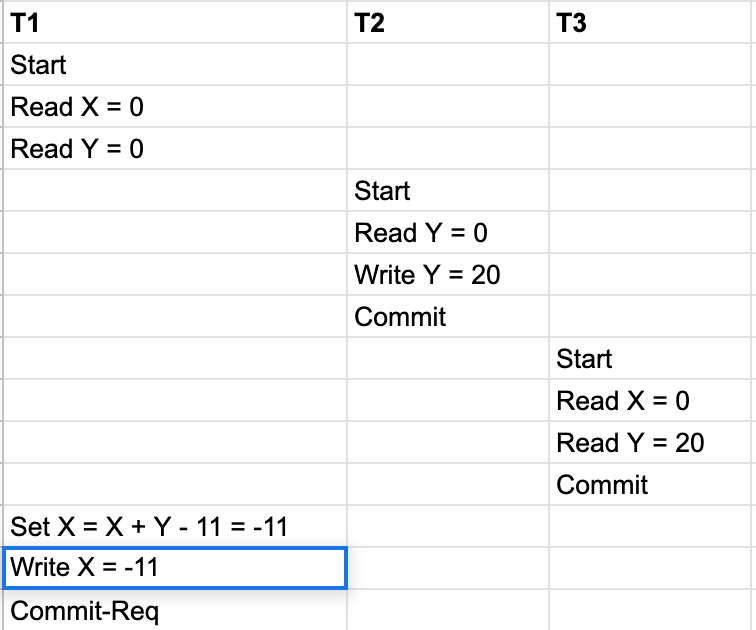 T1 T2 T3
Start
Read X = 0
Read Y = 0
Start
Read Y = 0
Write Y = 20
Commit
Start
Read X = 0
Read Y = 20
Commit
Set X = X + Y - 11 = -11
Write X = -11
Commit-Req